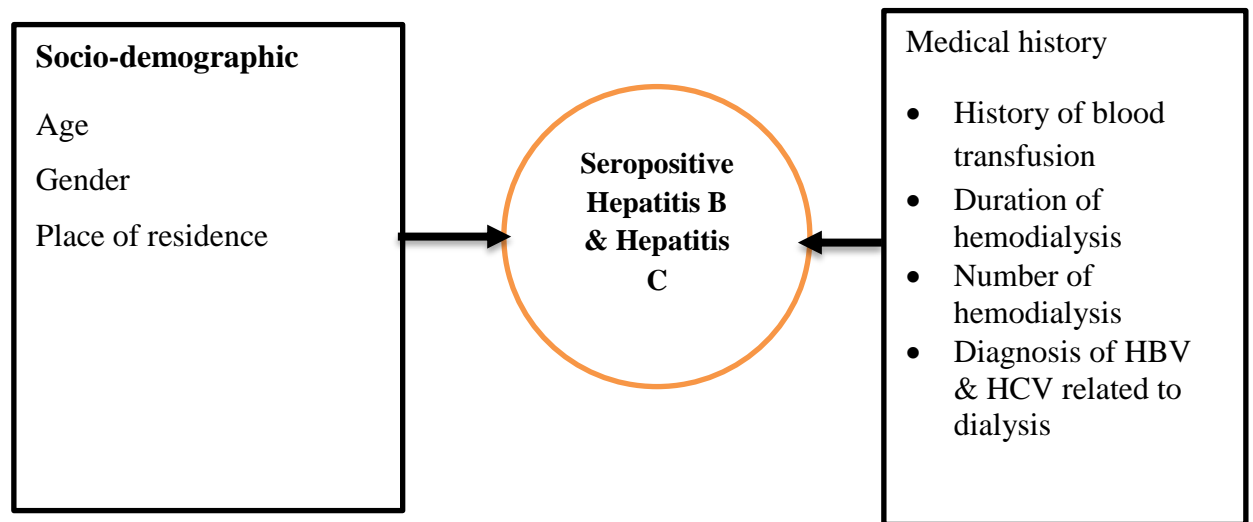 Socio-demographic
Age
Gender
Place of residence
Seropositive
Hepatitis B
& Hepatitis
C
Medical history
• History of blood
transfusion
• Duration of
hemodialysis
• Number of
hemodialysis
• Diagnosis of HBV
& HCV related to
dialysis